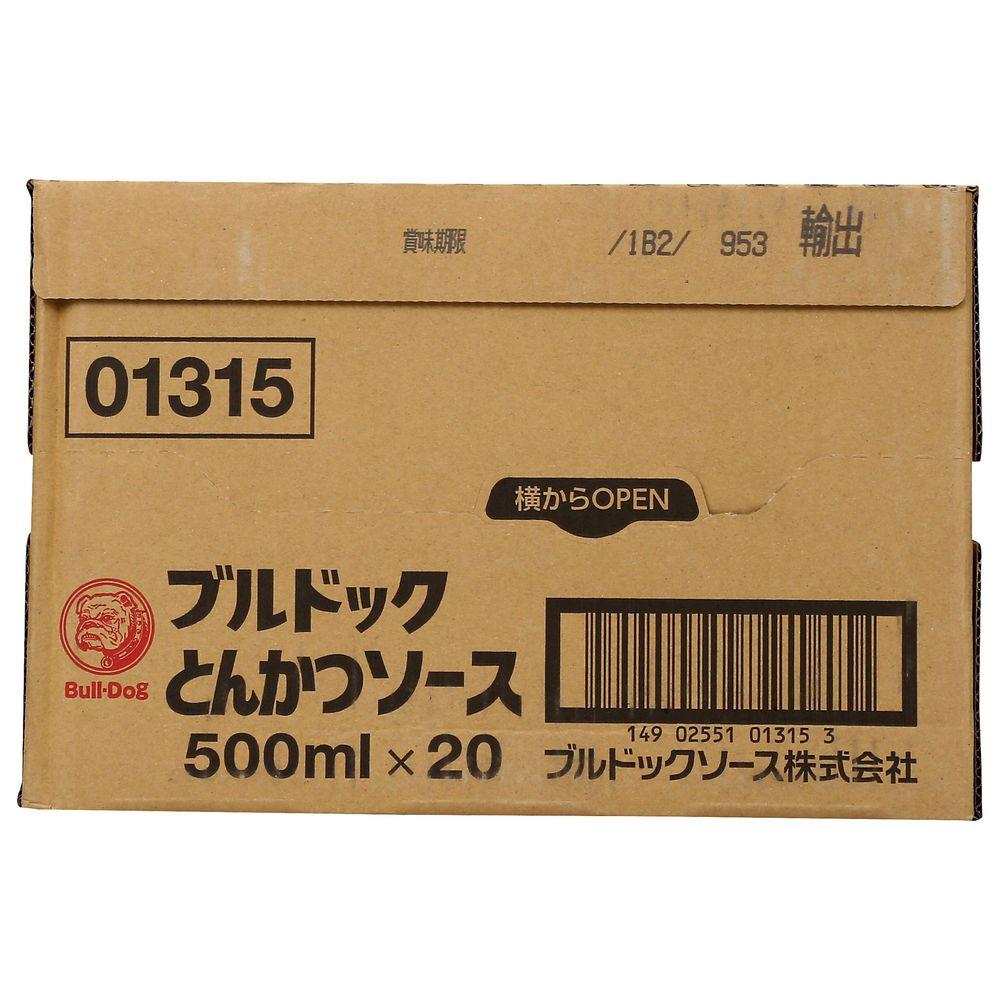 賞味期限 /1B2/ 953 輸出
01315
横からOPEN
ブルドック
とんかつソース
500ml×20
Bull-Dog
149 02551 01315 3
ブルドックソース株式会社